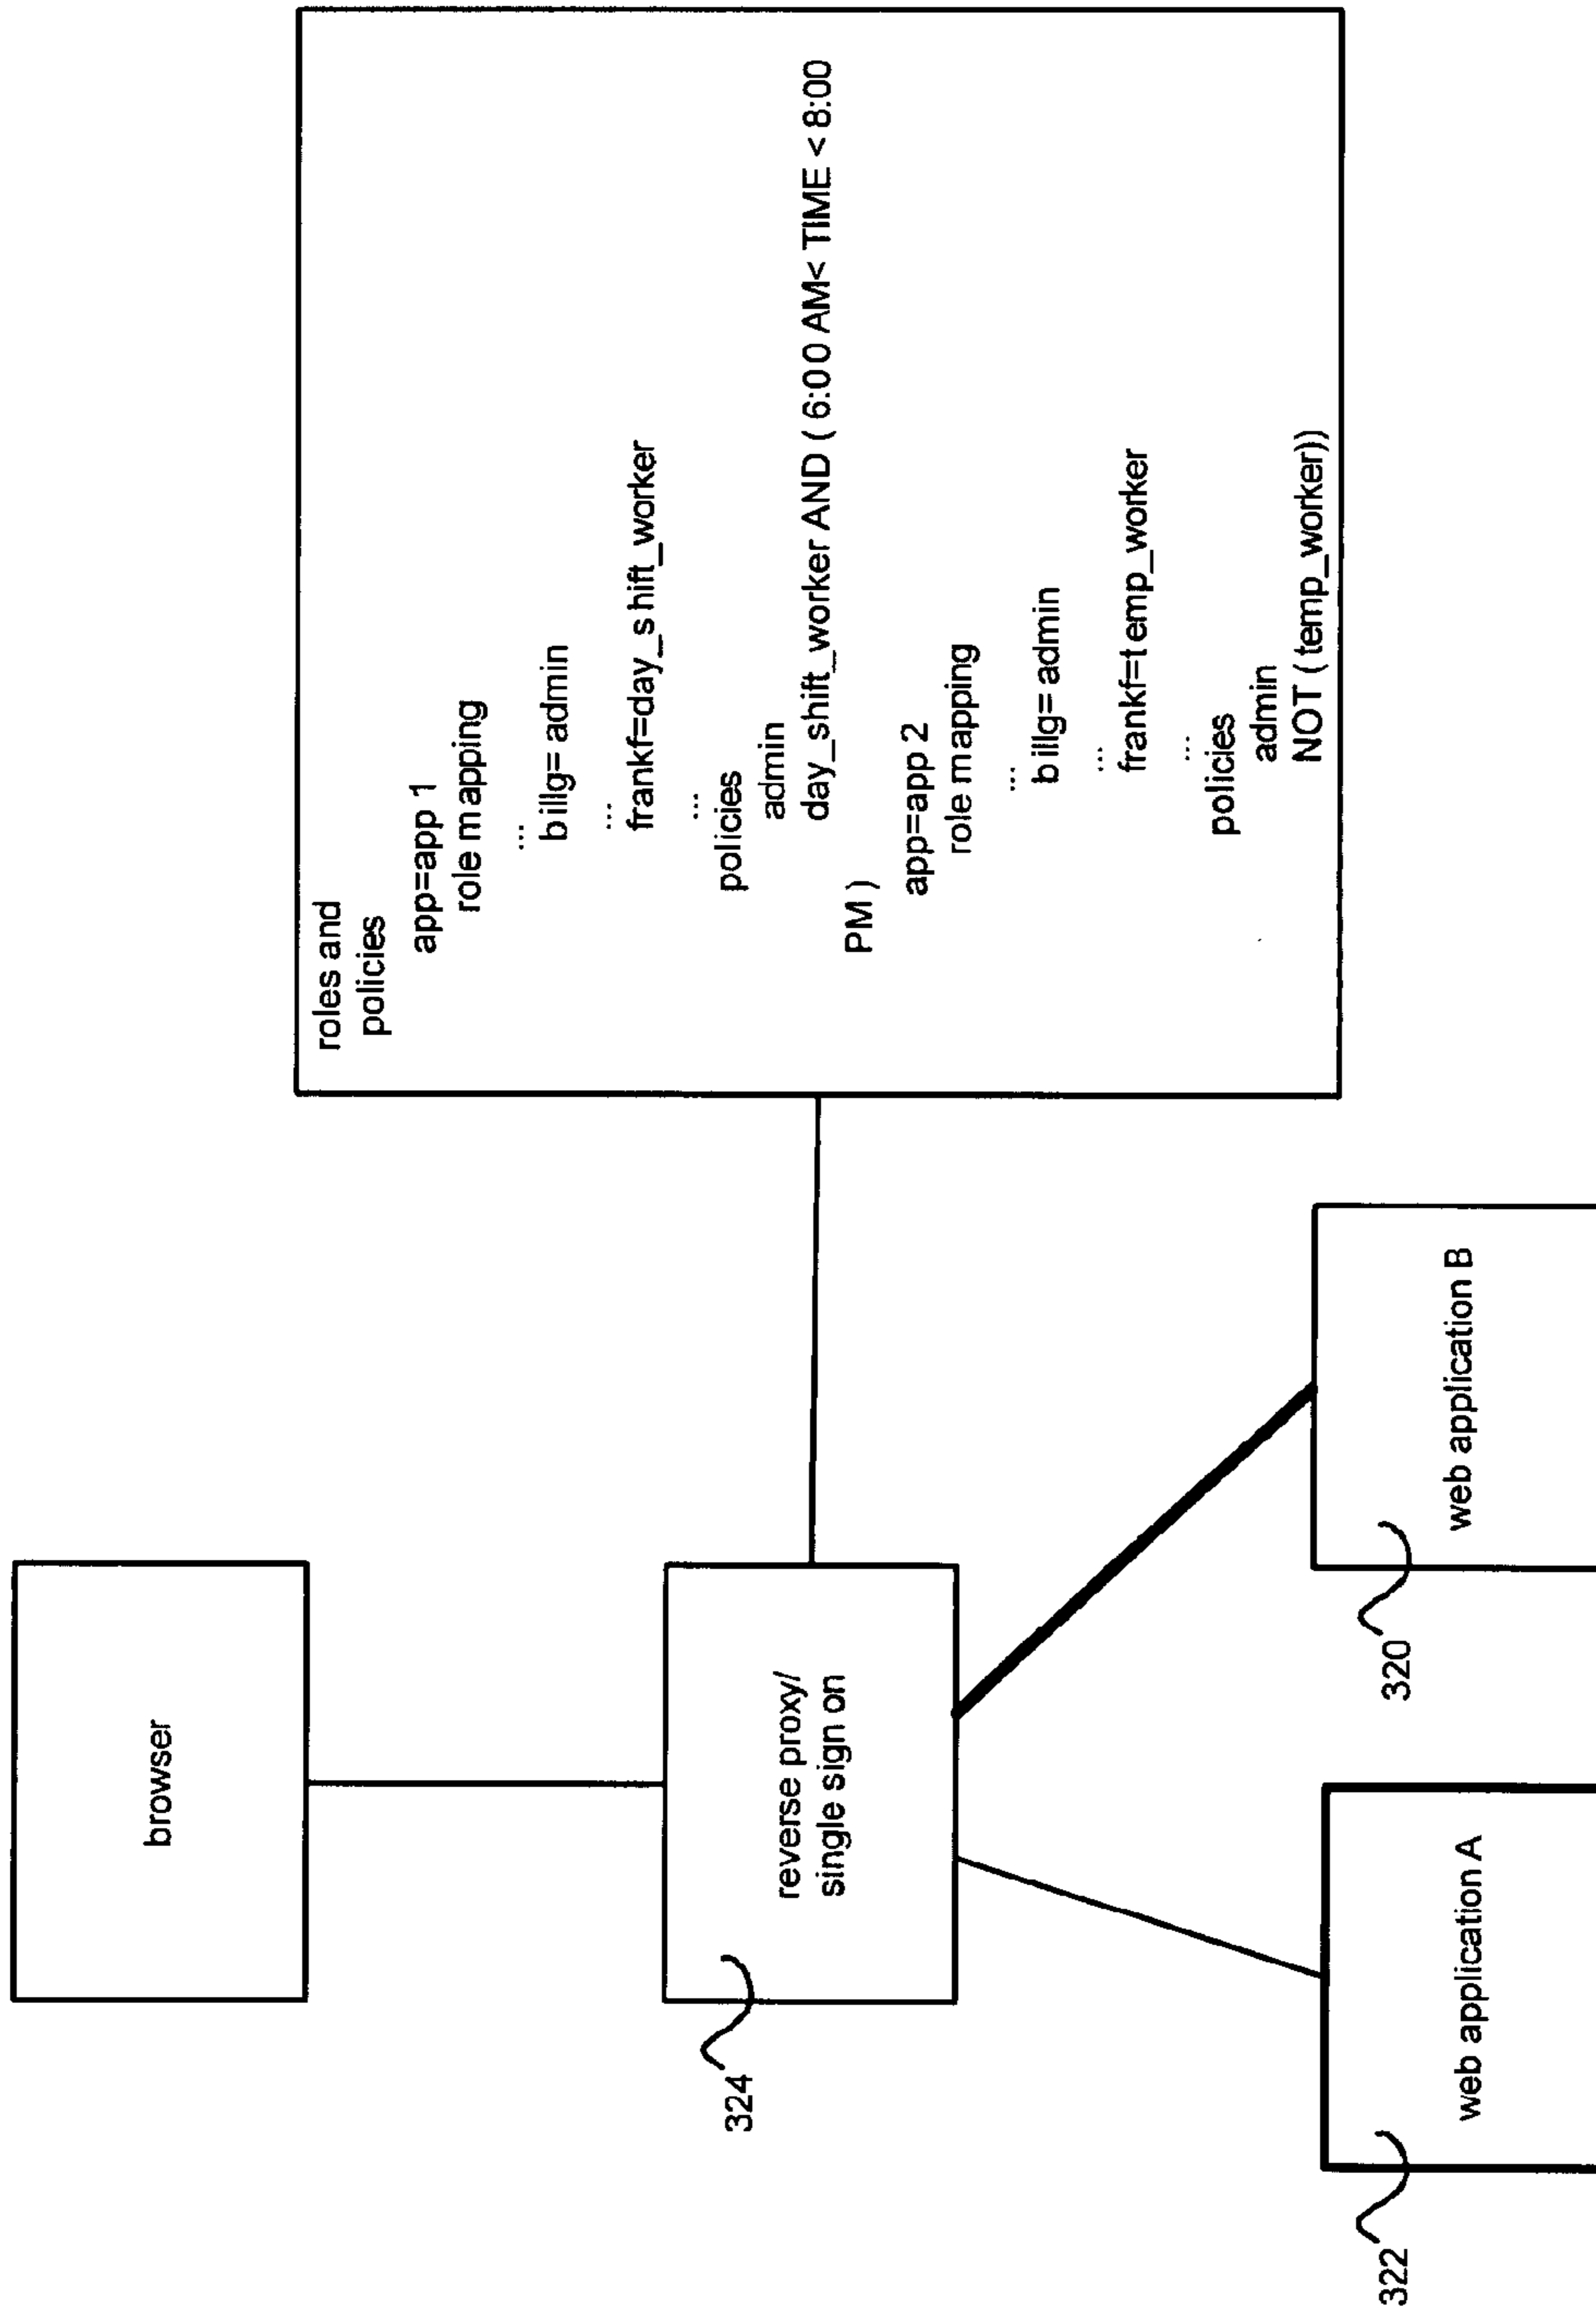 browser
324
reverse proxy/
single sign on
322
web application A
320
web application B
roles and
policies
app=app 1
role mapping
...
billg= admin
...
frankf=day_shift_worker
...
policies
admin
day_shift_worker AND ( 6:00 AM< TIME < 8:00
PM )
app=app 2
role mapping
...
billg= admin
...
frankf=temp_worker
...
policies
admin
NOT (temp_worker))